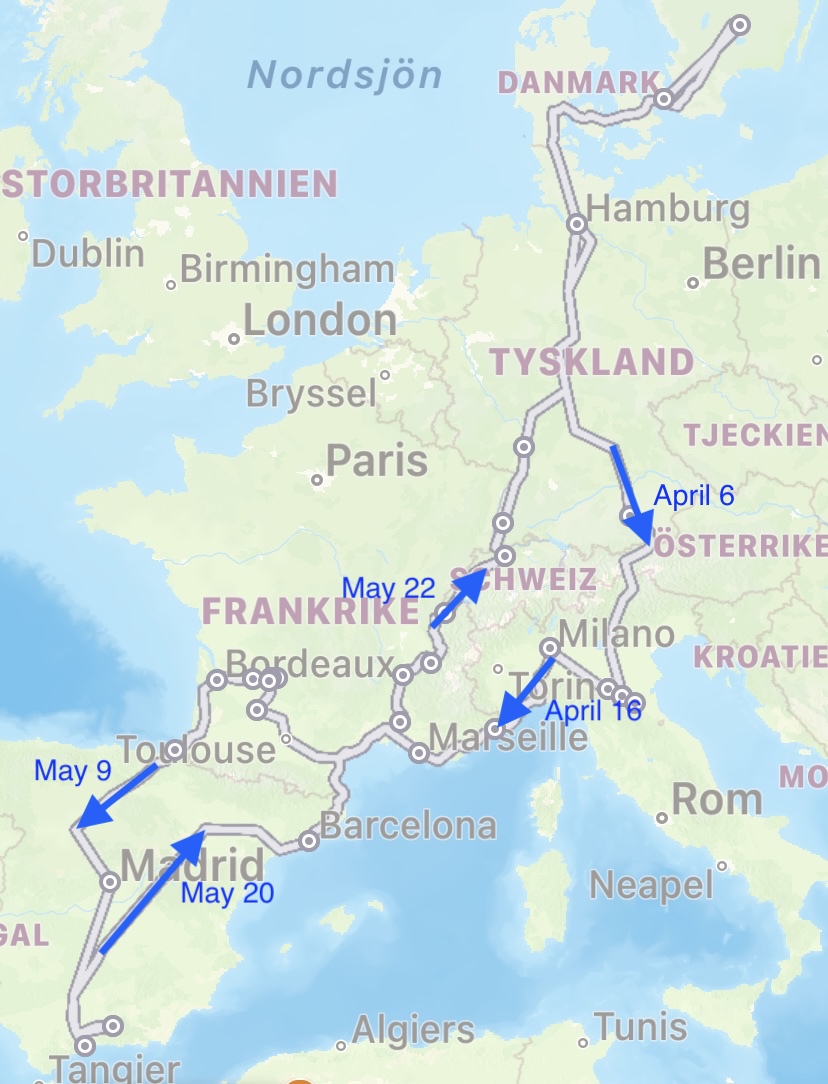 Nordsjön
DANMARK
STORBRITANNIEN
Hamburg
Dublin
Birmingham
Berlin
London
TYSKLAND
Bryssel
TJECKIEN
Paris
April 6
ÖSTERRIKE
May 22
SCHWEIZ
FRANKRIKE
Milano
Bordeaux
KROATIE
Torin
April 16
Marseille
Toulouse
May 9
MO
Rom
Barcelona
Madrid
May 20
Neapel
GAL
Algiers
Tunis
Tangier